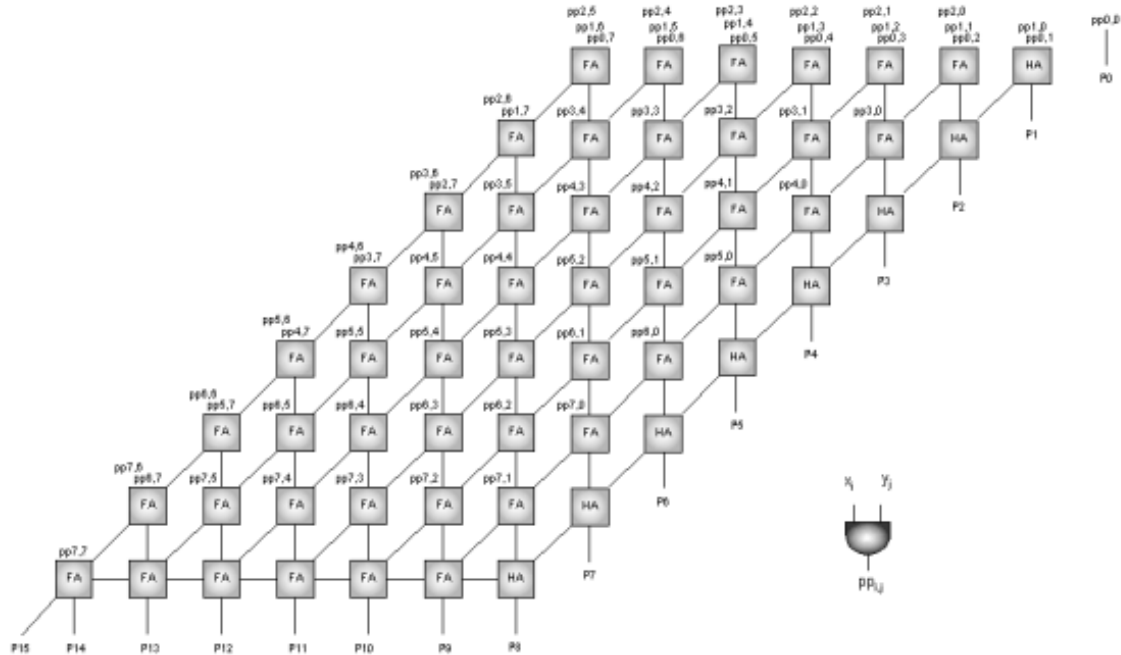 pp2,5 pp2,4 pp3,3 pp2,2 pp2,1 pp2,0
pp1,6 pp1,5 pp1,4 pp1,3 pp1,2 pp1,1 pp1,0 pp0,0
pp0,7 pp0,6 pp0,5 pp0,4 pp0,3 pp0,2 pp0,1
FA FA FA FA FA FA HA
P0
pp2,6
pp1,7 pp3,4 pp3,3 pp3,2 pp3,1 pp3,0
P1
FA FA FA FA FA HA
pp3,6
pp2,7 pp3,5 pp4,3 pp4,2 pp4,1 pp4,0
P2
FA FA FA FA FA FA HA
pp4,6
pp3,7 pp4,5 pp4,4 pp5,2 pp5,1 pp5,0
P3
FA FA FA FA FA FA HA
pp5,6
pp4,7 pp5,5 pp5,4 pp5,3 pp6,1 pp6,0
P4
FA FA FA FA FA FA HA
pp6,6
pp5,7 pp6,5 pp6,4 pp6,3 pp6,2 pp7,0
P5
FA FA FA FA FA FA HA
pp7,6
pp6,7 pp7,5 pp7,4 pp7,3 pp7,2 pp7,1
P6
xi yj
FA FA FA FA FA FA HA
pp7,7
P7
FA FA FA FA FA FA HA
ppi,j
P15 P14 P13 P12 P11 P10 P9 P8